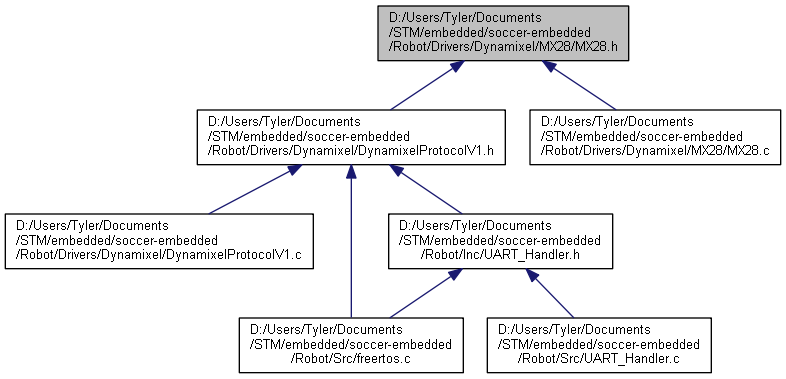 D:/Users/Tyler/Documents
/STM/embedded/soccer-embedded
/Robot/Drivers/Dynamixel/MX28/MX28.h
D:/Users/Tyler/Documents
/STM/embedded/soccer-embedded
/Robot/Drivers/Dynamixel/DynamixelProtocolV1.h
D:/Users/Tyler/Documents
/STM/embedded/soccer-embedded
/Robot/Drivers/Dynamixel/MX28/MX28.c
D:/Users/Tyler/Documents
/STM/embedded/soccer-embedded
/Robot/Drivers/Dynamixel/DynamixelProtocolV1.c
D:/Users/Tyler/Documents
/STM/embedded/soccer-embedded
/Robot/Inc/UART_Handler.h
D:/Users/Tyler/Documents
/STM/embedded/soccer-embedded
/Robot/Src/freertos.c
D:/Users/Tyler/Documents
/STM/embedded/soccer-embedded
/Robot/Src/UART_Handler.c